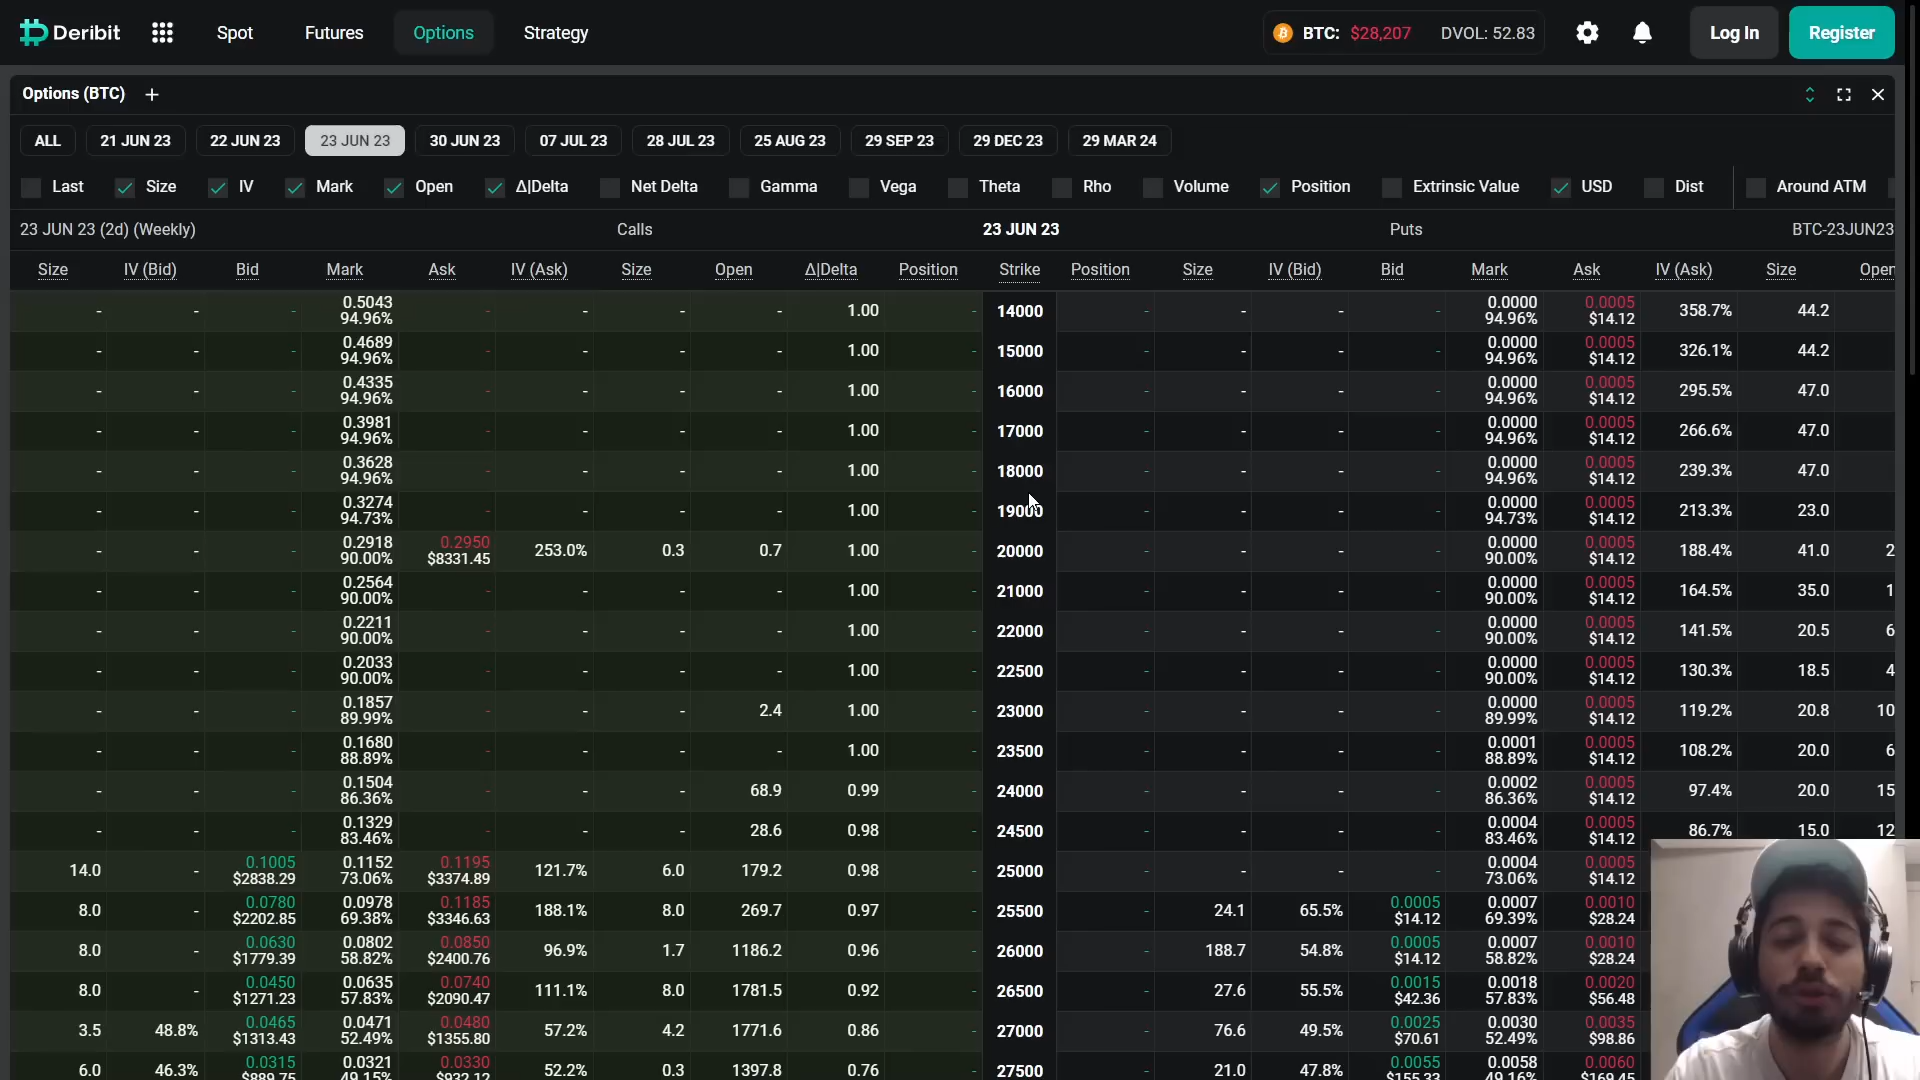 Deribit Spot Futures Options Strategy BTC: $28,207 DVOL: 52.83 Log In Register
Options (BTC) +
ALL 21 JUN 23 22 JUN 23 23 JUN 23 30 JUN 23 07 JUL 23 28 JUL 23 25 AUG 23 29 SEP 23 29 DEC 23 29 MAR 24
Last Size IV Mark Open Δ|Delta Net Delta Gamma Vega Theta Rho Volume Position Extrinsic Value USD Dist Around ATM
23 JUN 23 (2d) (Weekly) Calls 23 JUN 23 Puts BTC-23JUN23
Size IV (Bid) Bid Mark Ask IV (Ask) Size Open Δ|Delta Position Strike Position Size IV (Bid) Bid Mark Ask IV (Ask) Size Open
- - - 0.5043 - - - - 1.00 - 14000 - - - - 0.0000 0.0005 358.7% 44.2
94.96% 94.96% $14.12
- - - 0.4689 - - - - 1.00 - 15000 - - - - 0.0000 0.0005 326.1% 44.2
94.96% 94.96% $14.12
- - - 0.4335 - - - - 1.00 - 16000 - - - - 0.0000 0.0005 295.5% 47.0
94.96% 94.96% $14.12
- - - 0.3981 - - - - 1.00 - 17000 - - - - 0.0000 0.0005 266.6% 47.0
94.96% 94.96% $14.12
- - - 0.3628 - - - - 1.00 - 18000 - - - - 0.0000 0.0005 239.3% 47.0
94.96% 94.96% $14.12
- - - 0.3274 - - - - 1.00 - 19000 - - - - 0.0000 0.0005 213.3% 23.0
94.73% 94.73% $14.12
- - - 0.2918 0.2950 253.0% 0.3 0.7 1.00 - 20000 - - - - 0.0000 0.0005 188.4% 41.0 2
90.00% $8331.45 90.00% $14.12
- - - 0.2564 - - - - 1.00 - 21000 - - - - 0.0000 0.0005 164.5% 35.0 1
90.00% 90.00% $14.12
- - - 0.2211 - - - - 1.00 - 22000 - - - - 0.0000 0.0005 141.5% 20.5 6
90.00% 90.00% $14.12
- - - 0.2033 - - - - 1.00 - 22500 - - - - 0.0000 0.0005 130.3% 18.5 4
90.00% 90.00% $14.12
- - - 0.1857 - - - 2.4 1.00 - 23000 - - - - 0.0000 0.0005 119.2% 20.8 10
89.99% 89.99% $14.12
- - - 0.1680 - - - - 1.00 - 23500 - - - - 0.0001 0.0005 108.2% 20.0 6
88.89% 88.89% $14.12
- - - 0.1504 - - - 68.9 0.99 - 24000 - - - - 0.0002 0.0005 97.4% 20.0 15
86.36% 86.36% $14.12
- - - 0.1329 - - - 28.6 0.98 - 24500 - - - - 0.0004 0.0005 86.7% 15.0 12
83.46% 83.46% $14.12
14.0 - 0.1005 0.1152 0.1195 121.7% 6.0 179.2 0.98 - 25000 - - - - 0.0004 0.0005
$2838.29 73.06% $3374.89 73.06% $14.12
8.0 - 0.0780 0.0978 0.1185 188.1% 8.0 269.7 0.97 - 25500 - 24.1 65.5% 0.0005 0.0007 0.0010
$2202.85 69.38% $3346.63 $14.12 69.39% $28.24
8.0 - 0.0630 0.0802 0.0850 96.9% 1.7 1186.2 0.96 - 26000 - 188.7 54.8% 0.0005 0.0007 0.0010
$1779.39 58.82% $2400.76 $14.12 58.82% $28.24
8.0 - 0.0450 0.0635 0.0740 111.1% 8.0 1781.5 0.92 - 26500 - 27.6 55.5% 0.0015 0.0018 0.0020
$1271.23 57.83% $2090.47 $42.36 57.83% $56.48
3.5 48.8% 0.0465 0.0471 0.0480 57.2% 4.2 1771.6 0.86 - 27000 - 76.6 49.5% 0.0025 0.0030 0.0035
$1313.43 52.49% $1355.80 $70.61 52.49% $98.86
6.0 46.3% 0.0315 0.0321 0.0330 52.2% 0.3 1397.8 0.76 - 27500 - 21.0 47.8% 0.0055 0.0058 0.0060
$889.75 49.15% $932.12 $155.33 49.16% $169.45